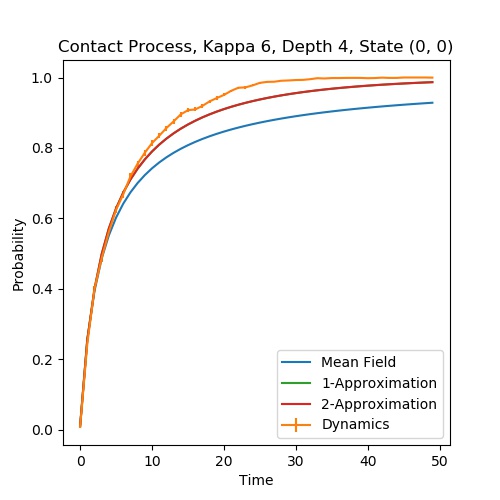 Contact Process, Kappa 6, Depth 4, State (0, 0)
1.0
0.8
0.6
0.4
0.2
0.0
Probability
0 10 20 30 40 50
Time
Mean Field
1-Approximation
2-Approximation
Dynamics